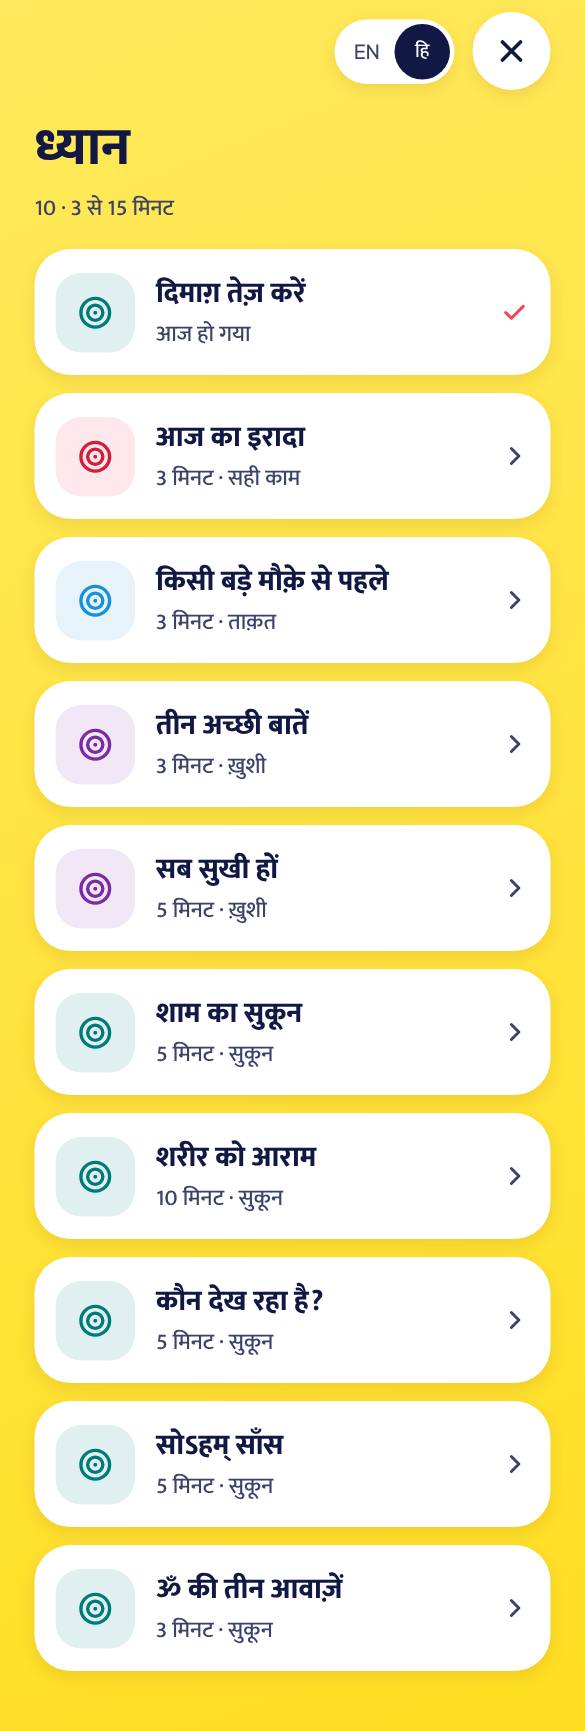 EN हि
ध्यान
10 · 3 से 15 मिनट
दिमाग़ तेज़ करें
आज हो गया
आज का इरादा
3 मिनट · सही काम
किसी बड़े मौक़े से पहले
3 मिनट · ताक़त
तीन अच्छी बातें
3 मिनट · ख़ुशी
सब सुखी हों
5 मिनट · ख़ुशी
शाम का सुकून
5 मिनट · सुकून
शरीर को आराम
10 मिनट · सुकून
कौन देख रहा है?
5 मिनट · सुकून
सोऽहम् साँस
5 मिनट · सुकून
ॐ की तीन आवाज़ें
3 मिनट · सुकून